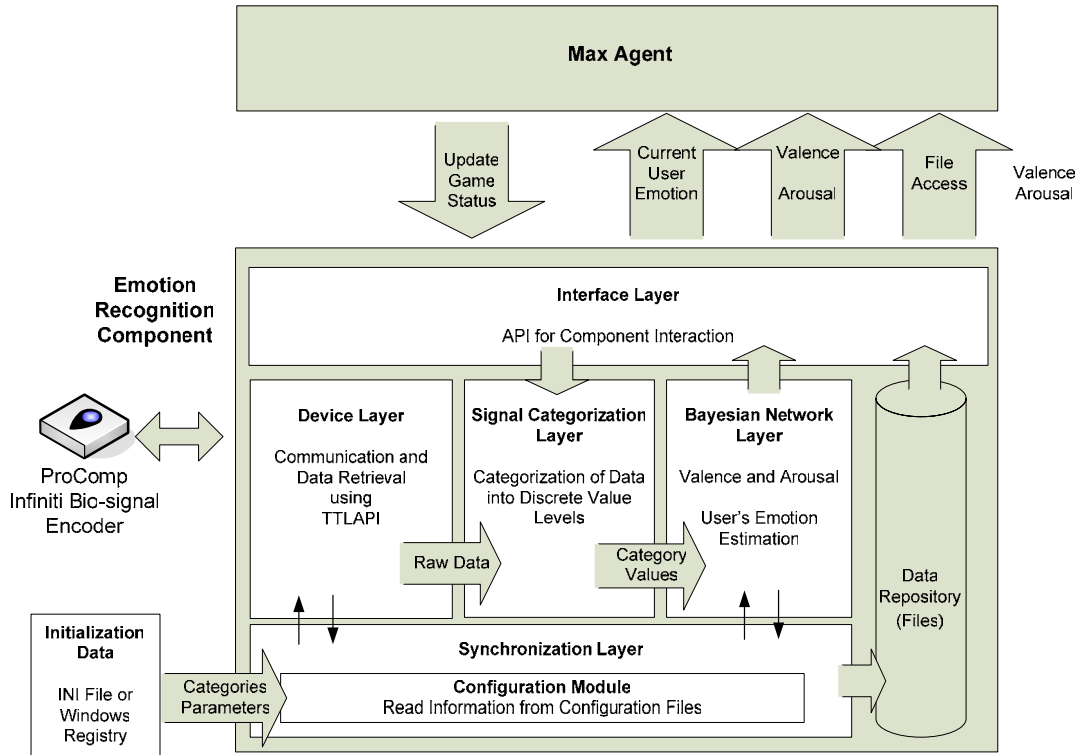 Max Agent
Update
Game
Status
Current
User
Emotion
Valence
Arousal
File
Access
Valence
Arousal
Emotion
Recognition
Component
Interface Layer
API for Component Interaction
ProComp
Infiniti Bio-signal
Encoder
Device Layer
Communication and
Data Retrieval
using
TTLAPI
Raw Data
Signal Categorization
Layer
Categorization of Data
into Discrete Value
Levels
Category
Values
Bayesian Network
Layer
Valence and Arousal
User's Emotion
Estimation
Data
Repository
(Files)
Initialization
Data
INI File or
Windows
Registry
Categories
Parameters
Synchronization Layer
Configuration Module
Read Information from Configuration Files